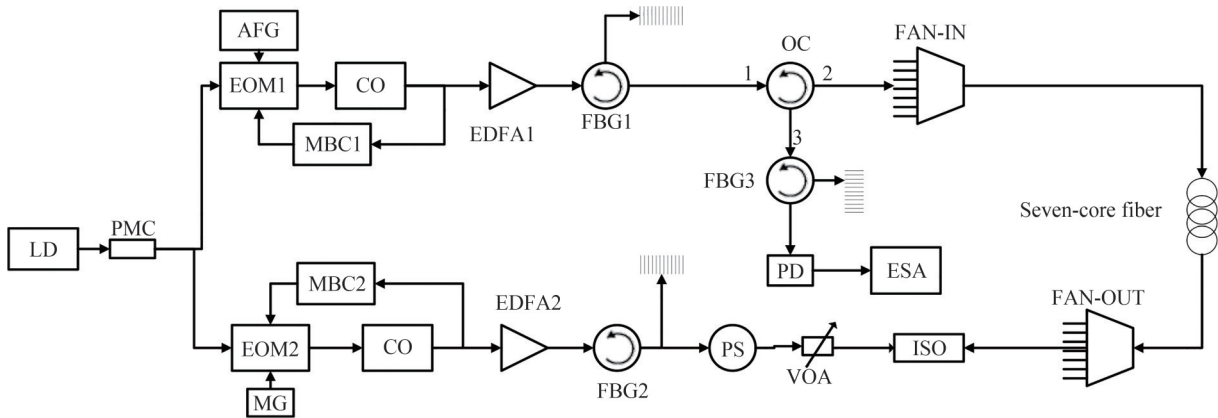 AFG
OC
FAN-IN
EOM1
CO
1
2
EDFA1
FBG1
MBC1
3
FBG3
Seven-core fiber
PMC
LD
PD
ESA
MBC2
EDFA2
FAN-OUT
EOM2
CO
PS
ISO
VOA
FBG2
MG